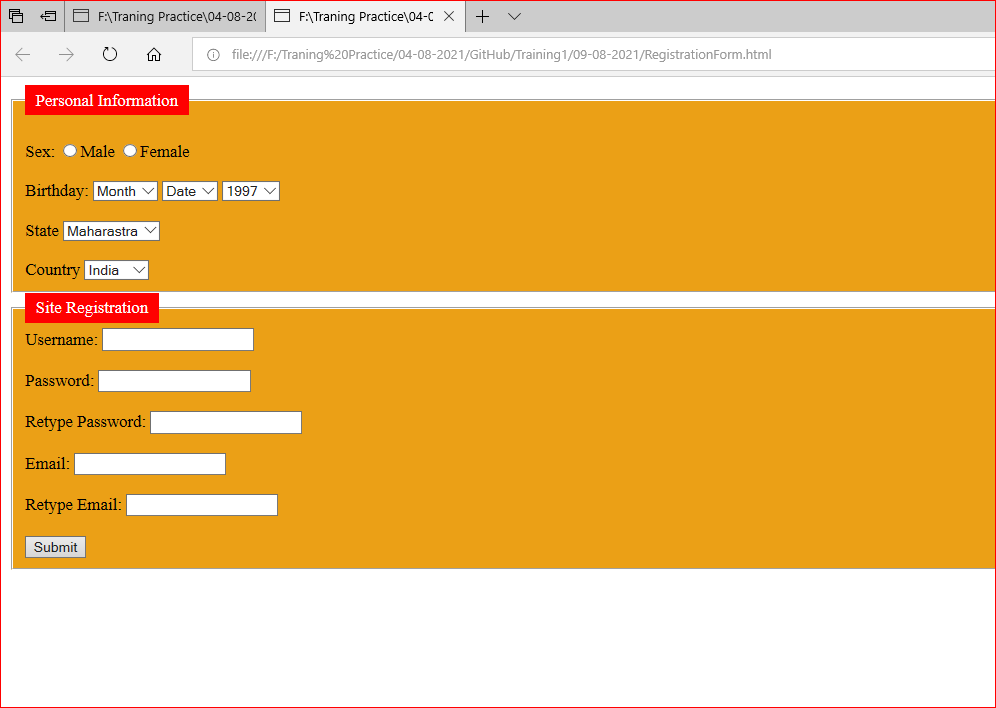 F:\Traning Practice\04-08-20 F:\Traning Practice\04-0
file:///F:/Traning%20Practice/04-08-2021/GitHub/Training1/09-08-2021/RegistrationForm.html
Personal Information
Sex: Male Female
Birthday: Month Date 1997
State Maharastra
Country India
Site Registration
Username:
Password:
Retype Password:
Email:
Retype Email:
Submit